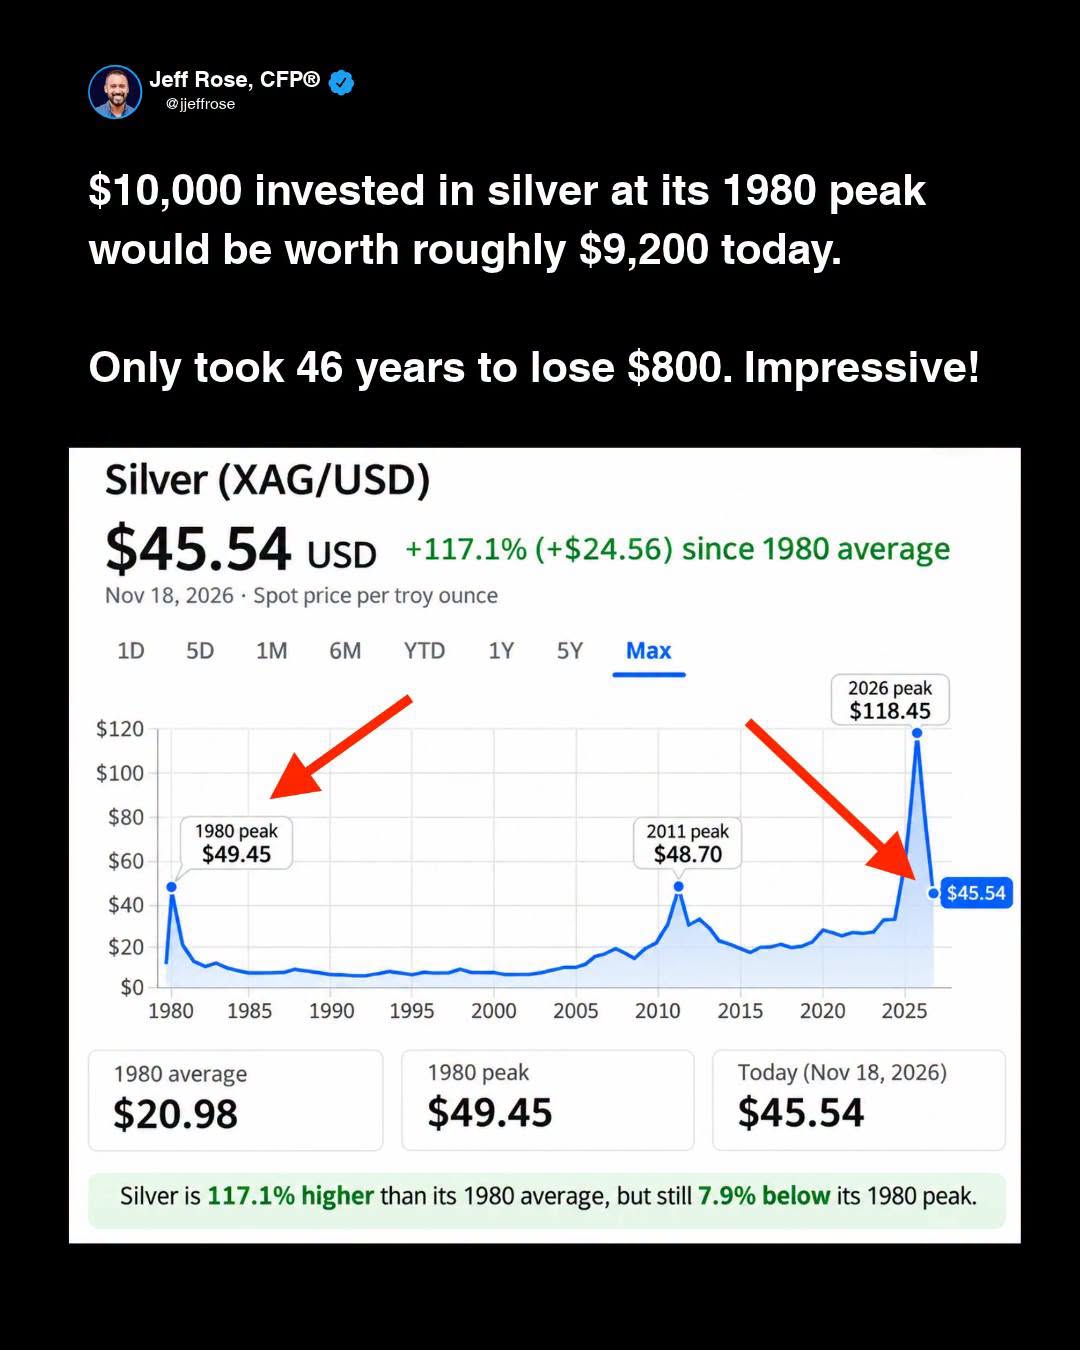 Jeff Rose, CFP®
@jjeffrose
$10,000 invested in silver at its 1980 peak
would be worth roughly $9,200 today.
Only took 46 years to lose $800. Impressive!
Silver (XAG/USD)
$45.54 USD +117.1% (+$24.56) since 1980 average
Nov 18, 2026 · Spot price per troy ounce
1D 5D 1M 6M YTD 1Y 5Y Max
2026 peak
$118.45
$120
$100
$80
$60
$40
$20
$0
1980 peak
$49.45
2011 peak
$48.70
$45.54
1980 1985 1990 1995 2000 2005 2010 2015 2020 2025
1980 average
$20.98
1980 peak
$49.45
Today (Nov 18, 2026)
$45.54
Silver is 117.1% higher than its 1980 average, but still 7.9% below its 1980 peak.